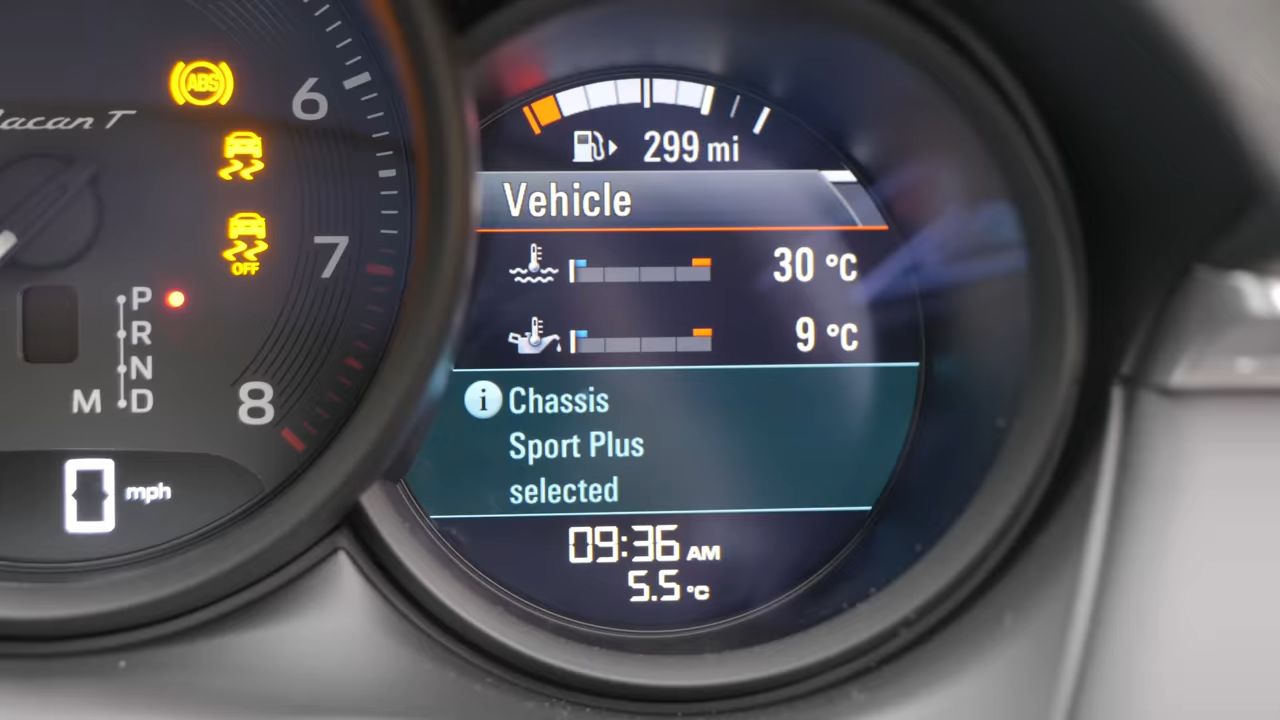 acan T
ABS
6
7
8
OFF
P
R
N
M D
0 mph
299 mi
Vehicle
30 °C
9 °C
i Chassis
Sport Plus
selected
09:36 AM
5.5 °C